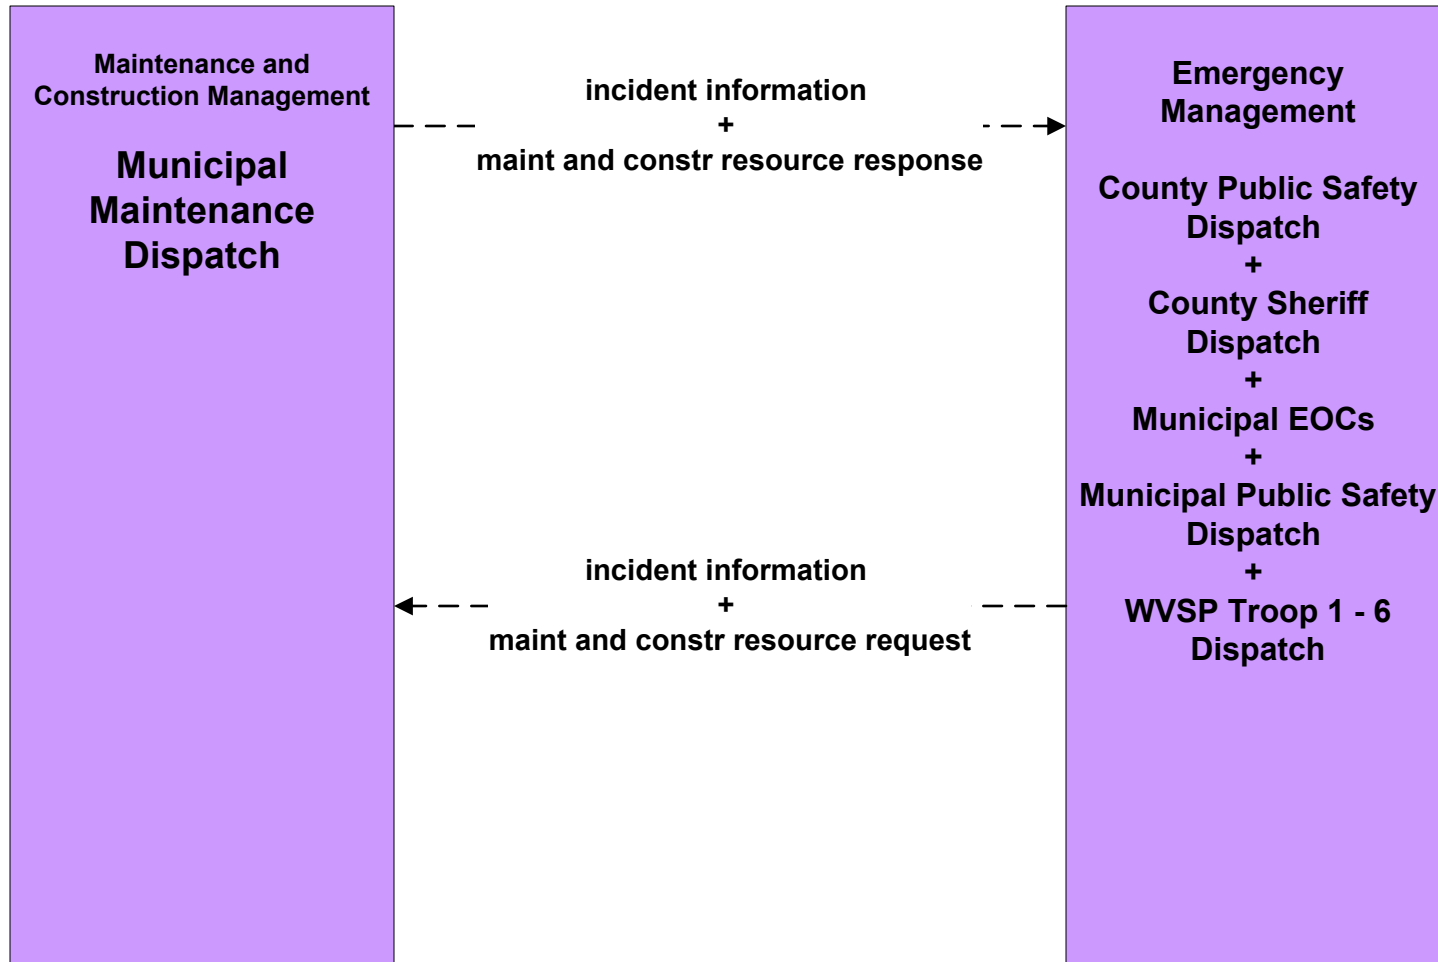 Maintenance and
Construction Management
Municipal
Maintenance
Dispatch
incident information
+
maint and constr resource response
incident information
+
maint and constr resource request
Emergency
Management
County Public Safety
Dispatch
+
County Sheriff
Dispatch
+
Municipal EOCs
+
Municipal Public Safety
Dispatch
+
WVSP Troop 1 - 6
Dispatch